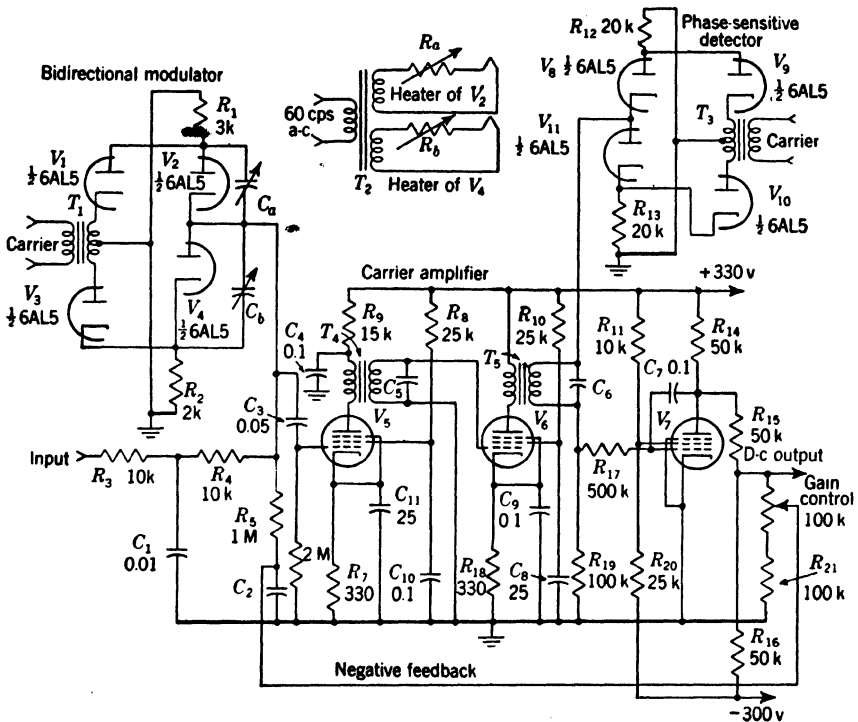 Bidirectional modulator
R1
3k
V1
½ 6AL5
V2
½ 6AL5
T1
Carrier
Ca
V3
½ 6AL5
V4
½ 6AL5
Cb
R2
2k
Ra
Heater of V2
60 cps
a-c
Rb
T2
Heater of V4
R12 20 k
Phase-sensitive
detector
V8 ½ 6AL5
V9
.½ 6AL5
V11
½ 6AL5
T3
Carrier
V10
½ 6AL5
R13
20 k
+330 v
Carrier amplifier
R9
15 k
R8
25 k
R10
25 k
R11
10 k
R14
50 k
C4
0.1
T4
C5
V5
T5
C6
V6
C7 0.1
V7
R15
50 k
D-c output
Gain
control
100 k
C3
0.05
Input
R3
10k
R4
10 k
R17
500 k
C1
0.01
R5
1 M
C2
2 M
R7
330
C11
25
C10
0.1
C9
0.1
R18
330
C8
25
R19
100 k
R20
25 k
R21
100 k
R16
50 k
Negative feedback
−300 v